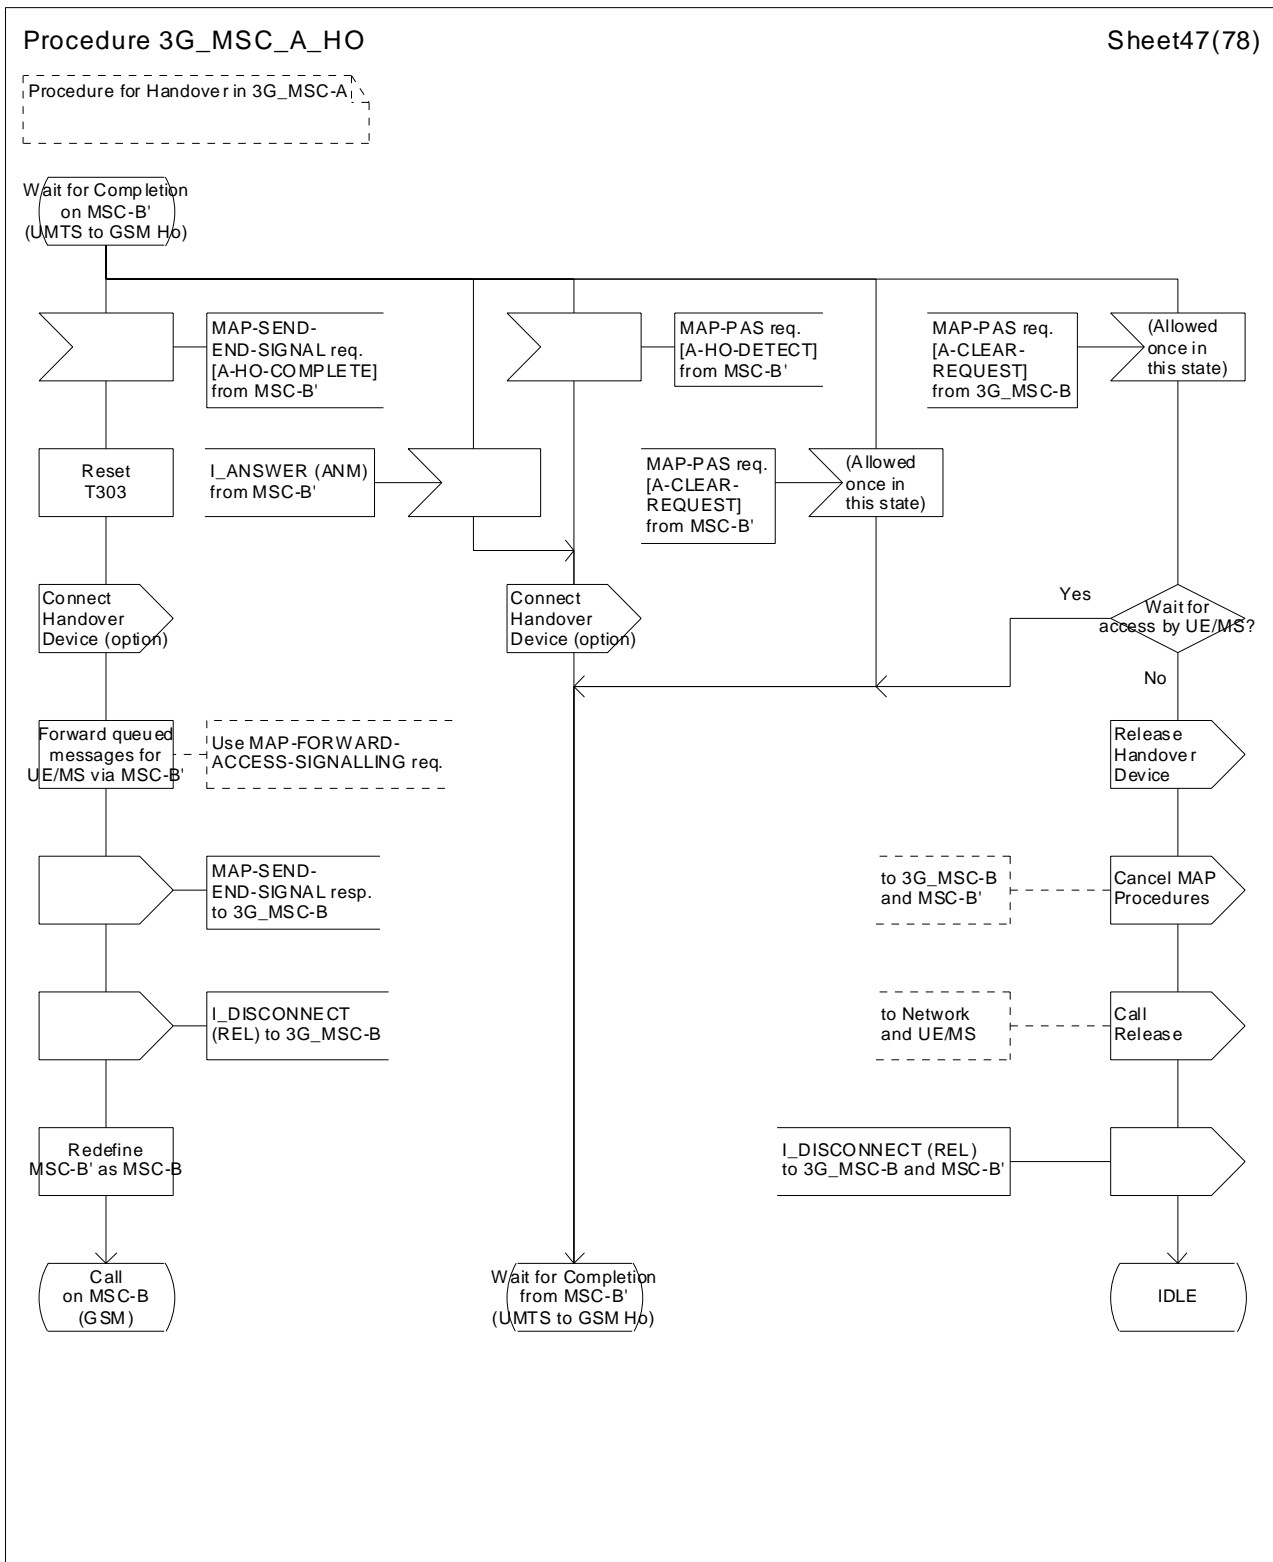 Procedure 3G_MSC_A_HO
Sheet47(78)
Procedure for Handover in 3G_MSC-A
Wait for Completion
on MSC-B'
(UMTS to GSM Ho)
MAP-SEND-
END-SIGNAL req.
[A-HO-COMPLETE]
from MSC-B'
MAP-PAS req.
[A-HO-DETECT]
from MSC-B'
MAP-PAS req.
[A-CLEAR-
REQUEST]
from 3G_MSC-B
(Allowed
once in
this state)
Reset
T303
I_ANSWER (ANM)
from MSC-B'
MAP-PAS req.
[A-CLEAR-
REQUEST]
from MSC-B'
(Allowed
once in
this state)
Connect
Handover
Device (option)
Connect
Handover
Device (option)
Yes
Wait for
access by UE/MS?
No
Forward queued
messages for
UE/MS via MSC-B'
Use MAP-FORWARD-
ACCESS-SIGNALLING req.
Release
Handover
Device
MAP-SEND-
END-SIGNAL resp.
to 3G_MSC-B
to 3G_MSC-B
and MSC-B'
Cancel MAP
Procedures
I_DISCONNECT
(REL) to 3G_MSC-B
to Network
and UE/MS
Call
Release
Redefine
MSC-B' as MSC-B
I_DISCONNECT (REL)
to 3G_MSC-B and MSC-B'
Call
on MSC-B
(GSM)
Wait for Completion
from MSC-B'
(UMTS to GSM Ho)
IDLE